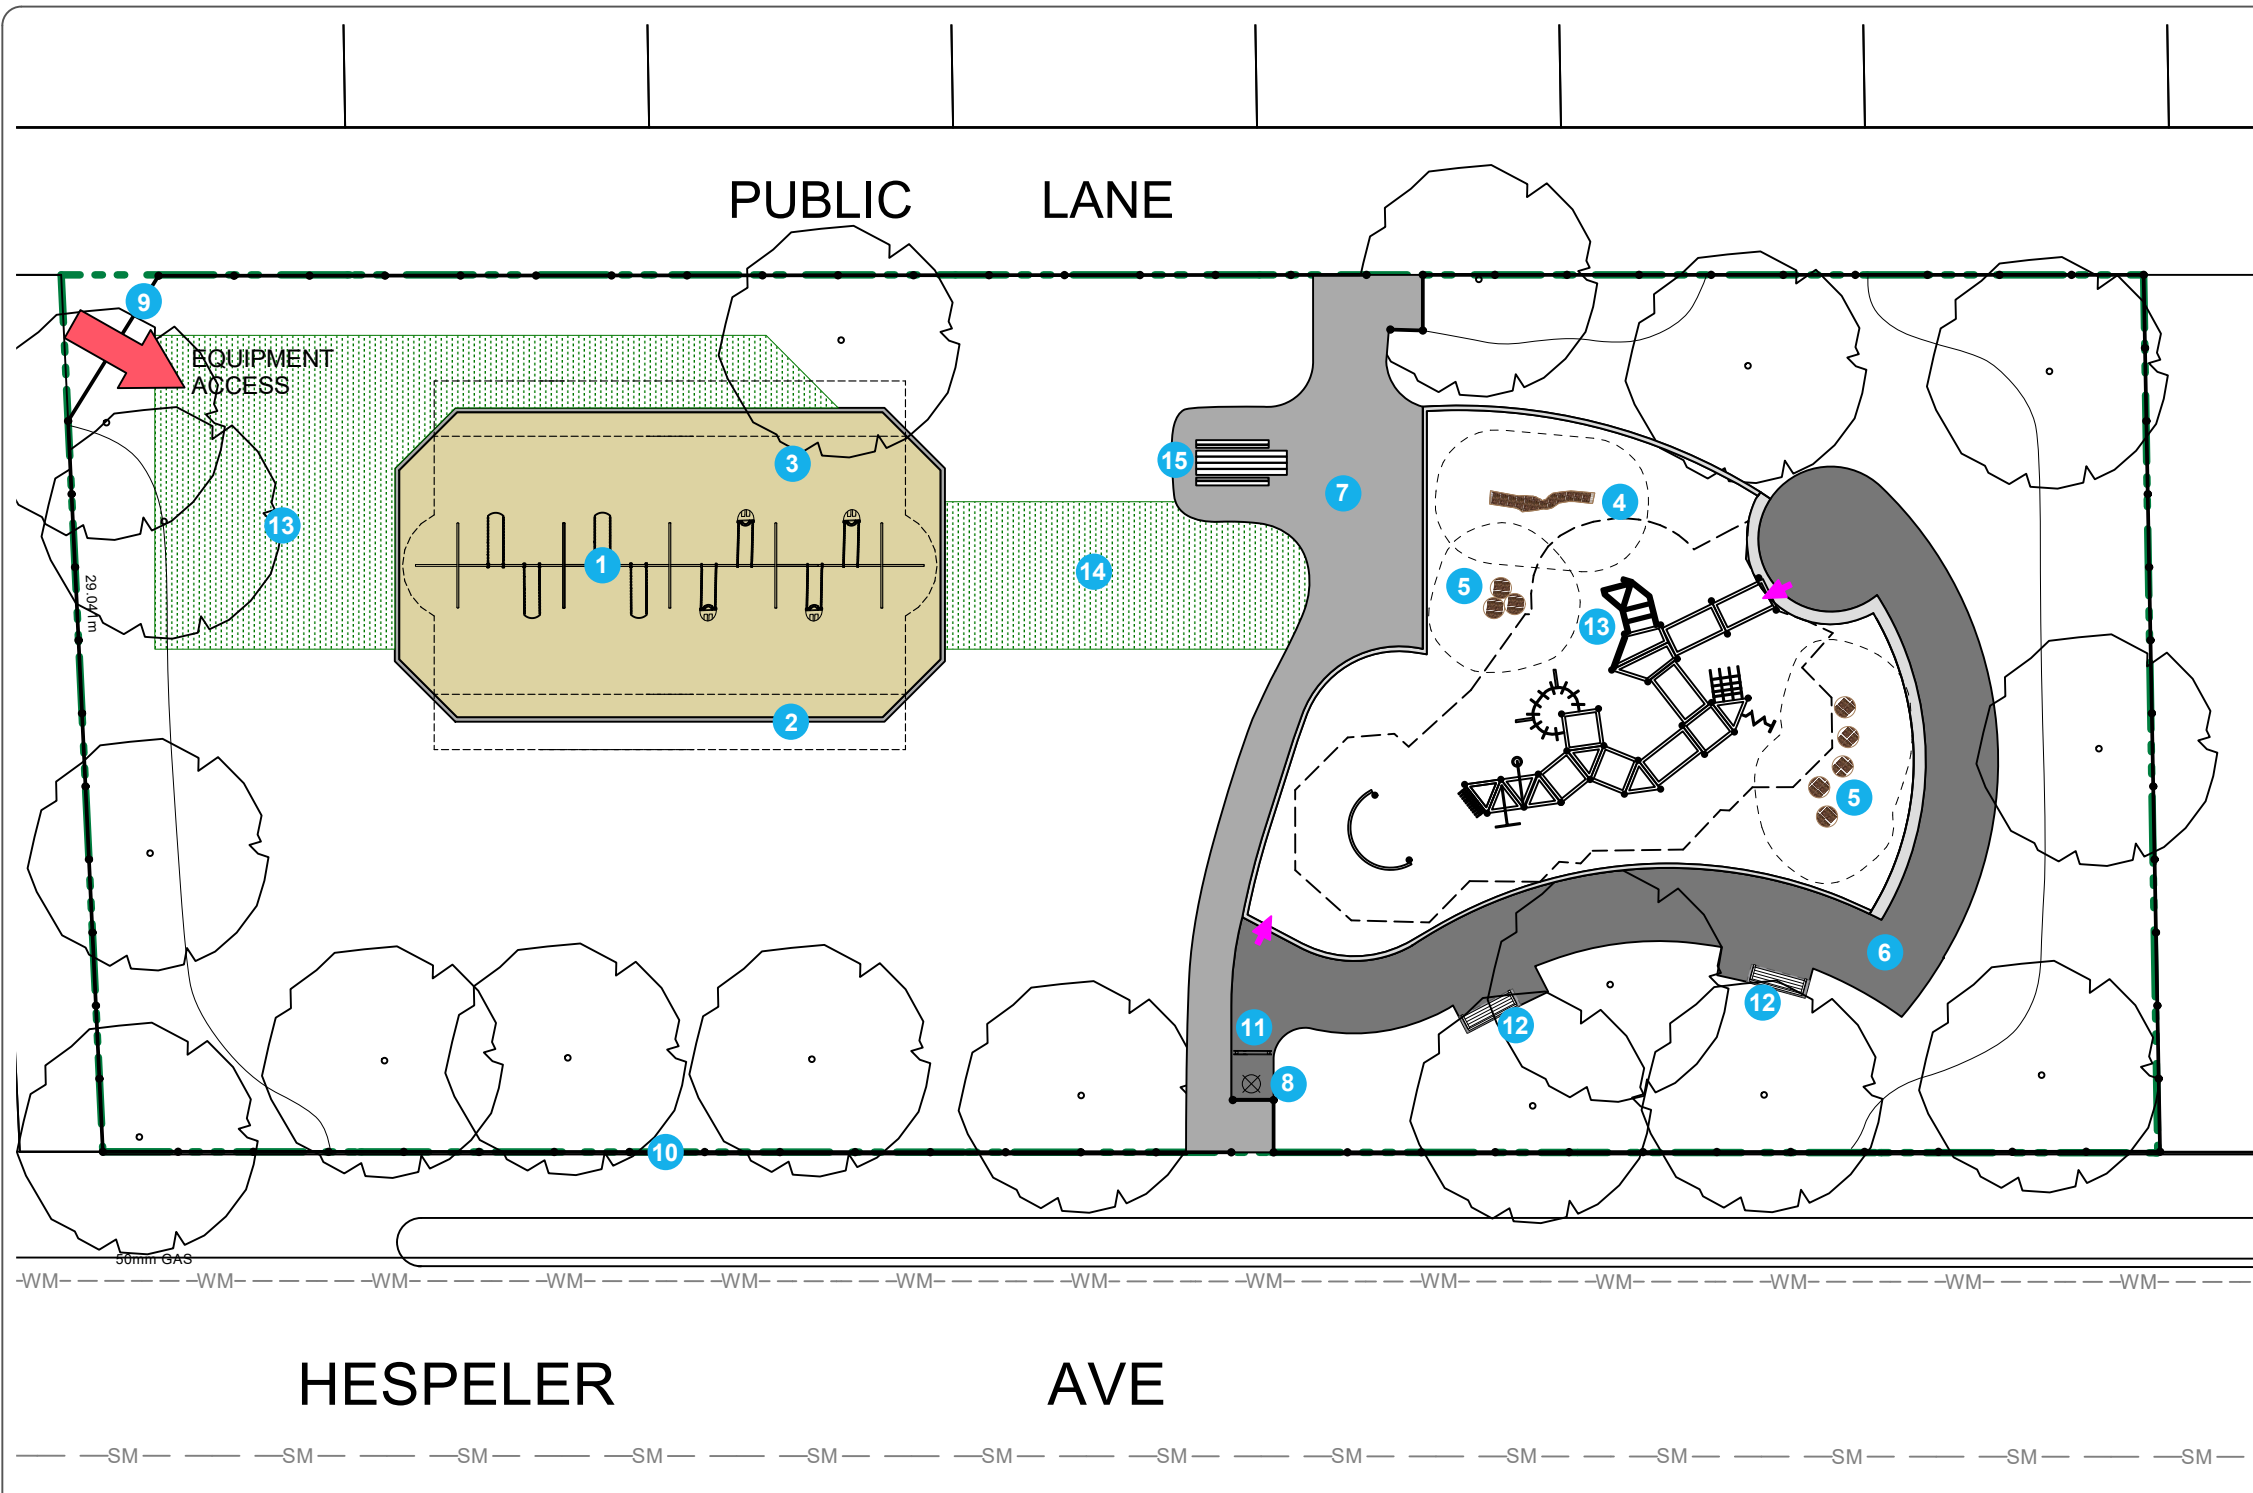 PUBLIC LANE
9
EQUIPMENT
ACCESS
3
15
7
4
13
1
14
5
13
29.041 m
2
5
6
12
12
11
8
10
50mm GAS
WM WM WM WM WM WM WM WM WM WM WM WM WM
HESPELER AVE
SM SM SM SM SM SM SM SM SM SM SM SM SM